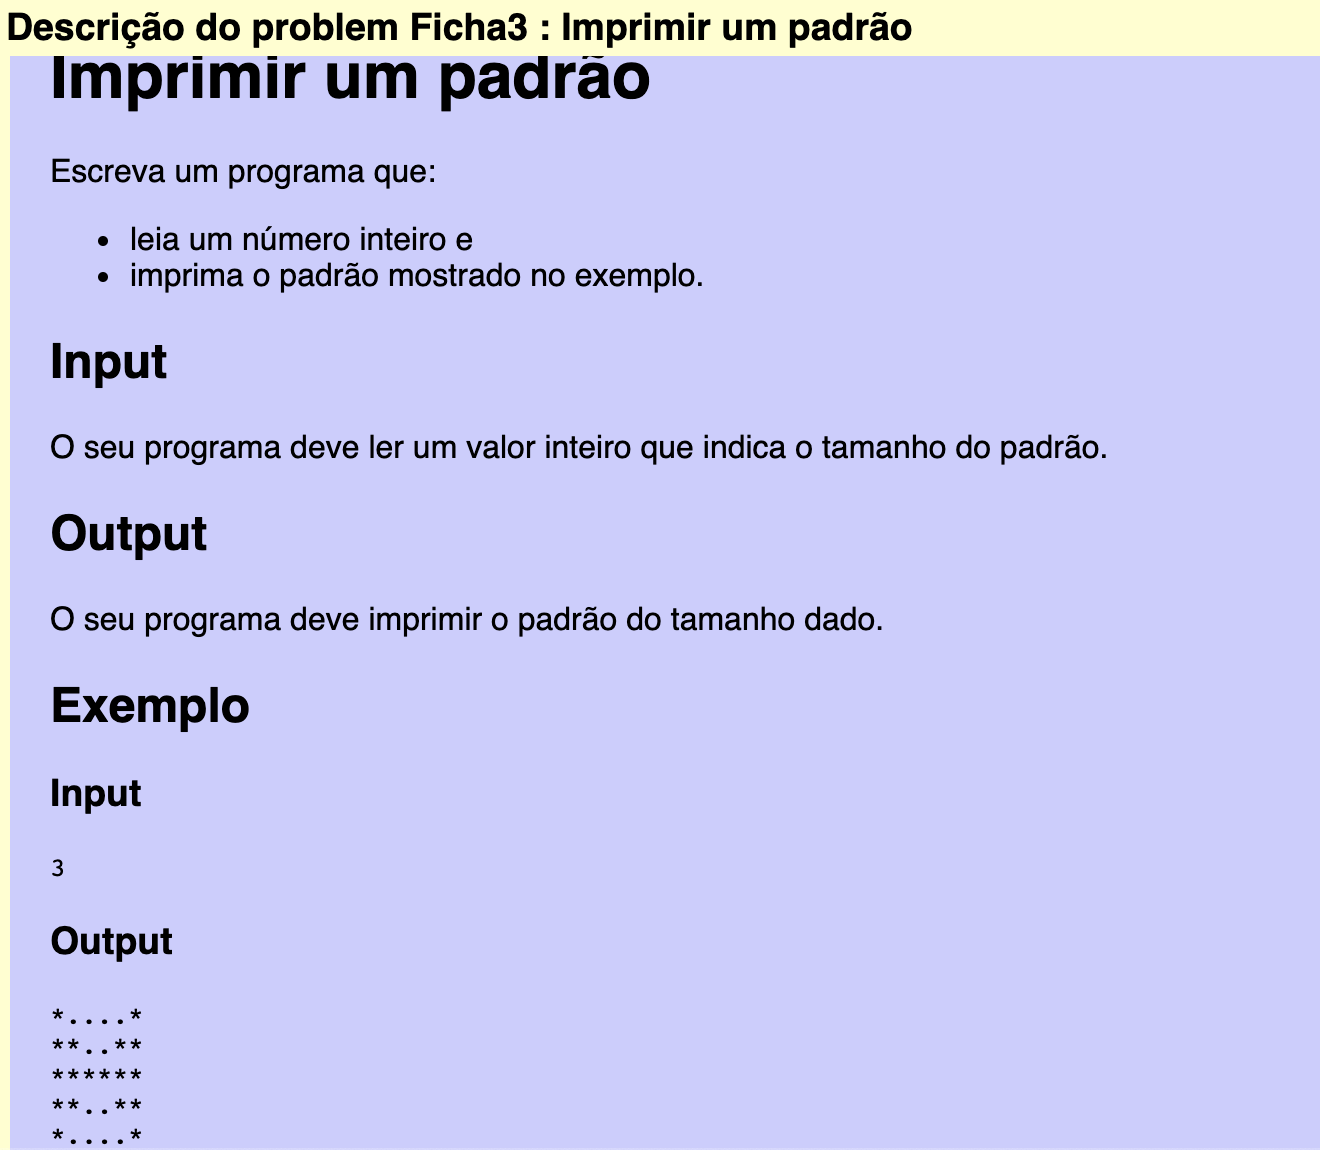 Descrição do problem Ficha3 : Imprimir um padrão
Imprimir um padrão
Escreva um programa que:
• leia um número inteiro e
• imprima o padrão mostrado no exemplo.
Input
O seu programa deve ler um valor inteiro que indica o tamanho do padrão.
Output
O seu programa deve imprimir o padrão do tamanho dado.
Exemplo
Input
3
Output
*....*
**..**
******
**..**
*....*